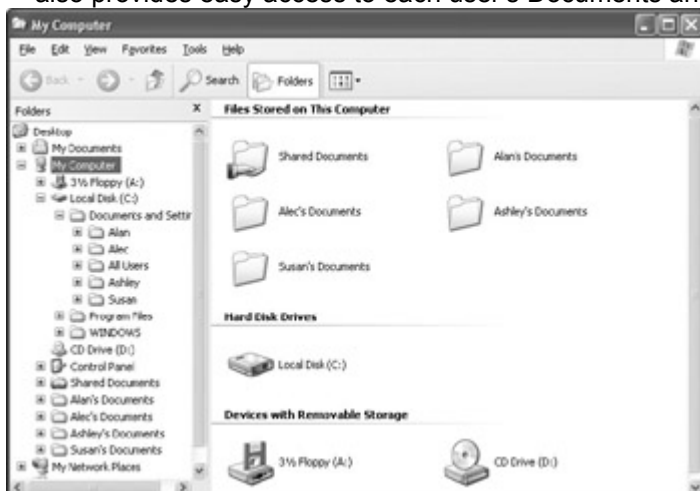 also provides easy access to each user's Documents an
My Computer
File Edit View Favorites Tools Help
Back Search Folders
Folders X
Desktop
My Documents
My Computer
3½ Floppy (A:)
Local Disk (C:)
Documents and Settin
Alan
Alec
All Users
Ashley
Susan
Program Files
WINDOWS
CD Drive (D:)
Control Panel
Shared Documents
Alan's Documents
Alec's Documents
Ashley's Documents
Susan's Documents
My Network Places
Files Stored on This Computer
Shared Documents Alan's Documents
Alec's Documents Ashley's Documents
Susan's Documents
Hard Disk Drives
Local Disk (C:)
Devices with Removable Storage
3½ Floppy (A:) CD Drive (D:)